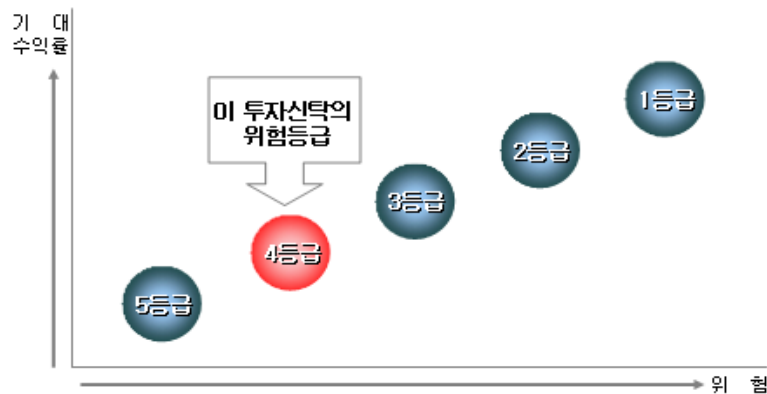 기 대
수익률
이 투자신탁의
위험등급
1등급
2등급
3등급
4등급
5등급
위 험